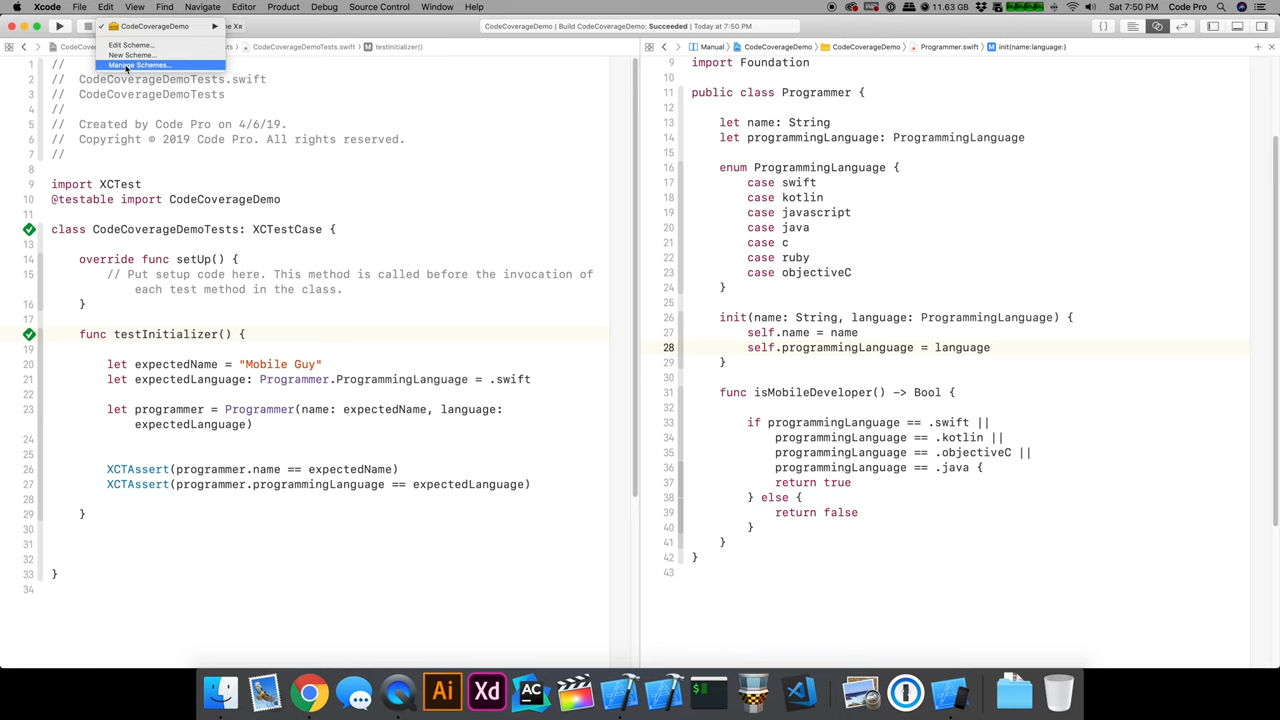 Xcode File Edit View Find Navigate Editor Product Debug Source Control Window Help
11.63 GB
Sat 7:50 PM Code Pro
CodeCoverageDemo
CodeCoverageDemo | Build CodeCoverageDemo: Succeeded | Today at 7:50 PM
Edit Scheme...
New Scheme...
Manage Schemes...
CodeCoverageDemoTests.swift
testInitializer()
Manual
CodeCoverageDemo
CodeCoverageDemo
Programmer.swift
init(name:language:)
1 //
2 // CodeCoverageDemoTests.swift
3 // CodeCoverageDemoTests
4 //
5 // Created by Code Pro on 4/6/19.
6 // Copyright © 2019 Code Pro. All rights reserved.
7 //
8
9 import XCTest
10 @testable import CodeCoverageDemo
11
class CodeCoverageDemoTests: XCTestCase {
13
14 override func setUp() {
15 // Put setup code here. This method is called before the invocation of
each test method in the class.
16 }
17
func testInitializer() {
19
20 let expectedName = "Mobile Guy"
21 let expectedLanguage: Programmer.ProgrammingLanguage = .swift
22
23 let programmer = Programmer(name: expectedName, language:
expectedLanguage)
24
25
26 XCTAssert(programmer.name == expectedName)
27 XCTAssert(programmer.programmingLanguage == expectedLanguage)
28
29 }
30
31
32
33 }
34
9 import Foundation
10
11 public class Programmer {
12
13 let name: String
14 let programmingLanguage: ProgrammingLanguage
15
16 enum ProgrammingLanguage {
17 case swift
18 case kotlin
19 case javascript
20 case java
21 case c
22 case ruby
23 case objectiveC
24 }
25
26 init(name: String, language: ProgrammingLanguage) {
27 self.name = name
28 self.programmingLanguage = language
29 }
30
31 func isMobileDeveloper() -> Bool {
32
33 if programmingLanguage == .swift ||
34 programmingLanguage == .kotlin ||
35 programmingLanguage == .objectiveC ||
36 programmingLanguage == .java {
37 return true
38 } else {
39 return false
40 }
41 }
42 }
43
Ai
Xd
AC